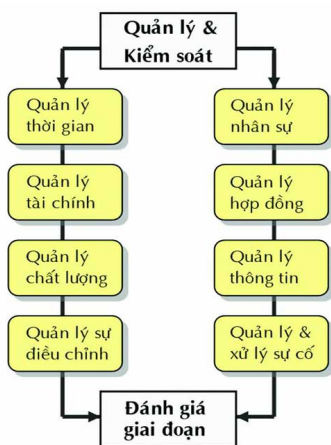 Quản lý &
Kiểm soát
Quản lý
thời gian
Quản lý
tài chính
Quản lý
chất lượng
Quản lý sự
điều chỉnh
Quản lý
nhân sự
Quản lý
hợp đồng
Quản lý
thông tin
Quản lý &
xử lý sự cố
Đánh giá
giai đoạn